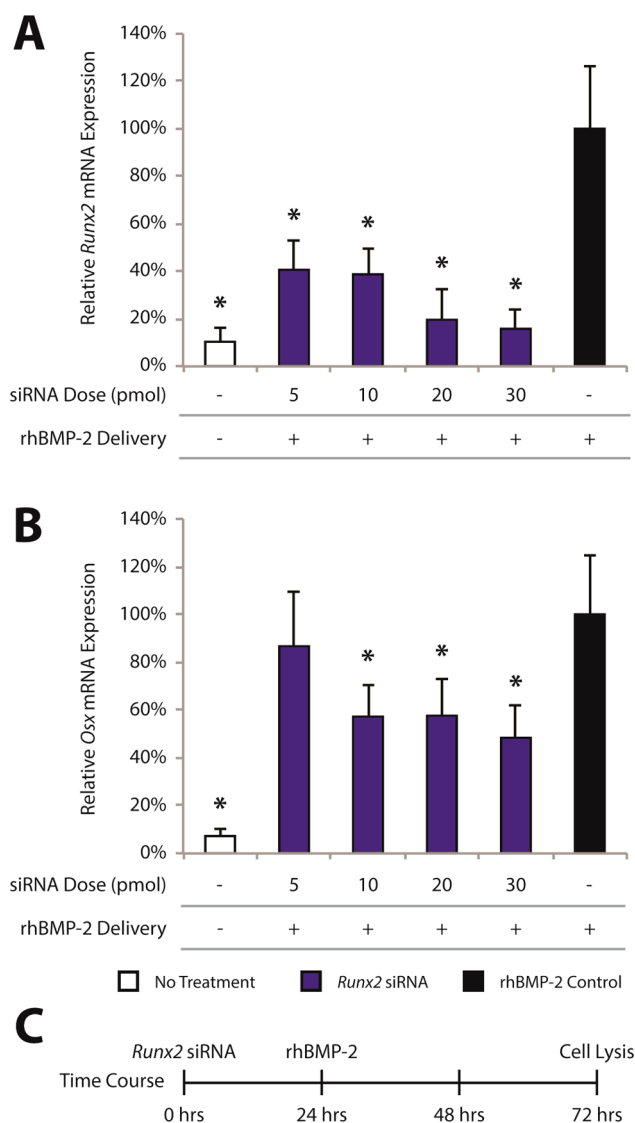 A
Relative Runx2 mRNA Expression
140%
120%
100%
80%
60%
40%
20%
0%
* * * * *
siRNA Dose (pmol) - 5 10 20 30 -
rhBMP-2 Delivery - + + + + +
B
Relative Osx mRNA Expression
140%
120%
100%
80%
60%
40%
20%
0%
* * * *
siRNA Dose (pmol) - 5 10 20 30 -
rhBMP-2 Delivery - + + + + +
No Treatment Runx2 siRNA rhBMP-2 Control
C
Runx2 siRNA rhBMP-2 Cell Lysis
Time Course
0 hrs 24 hrs 48 hrs 72 hrs